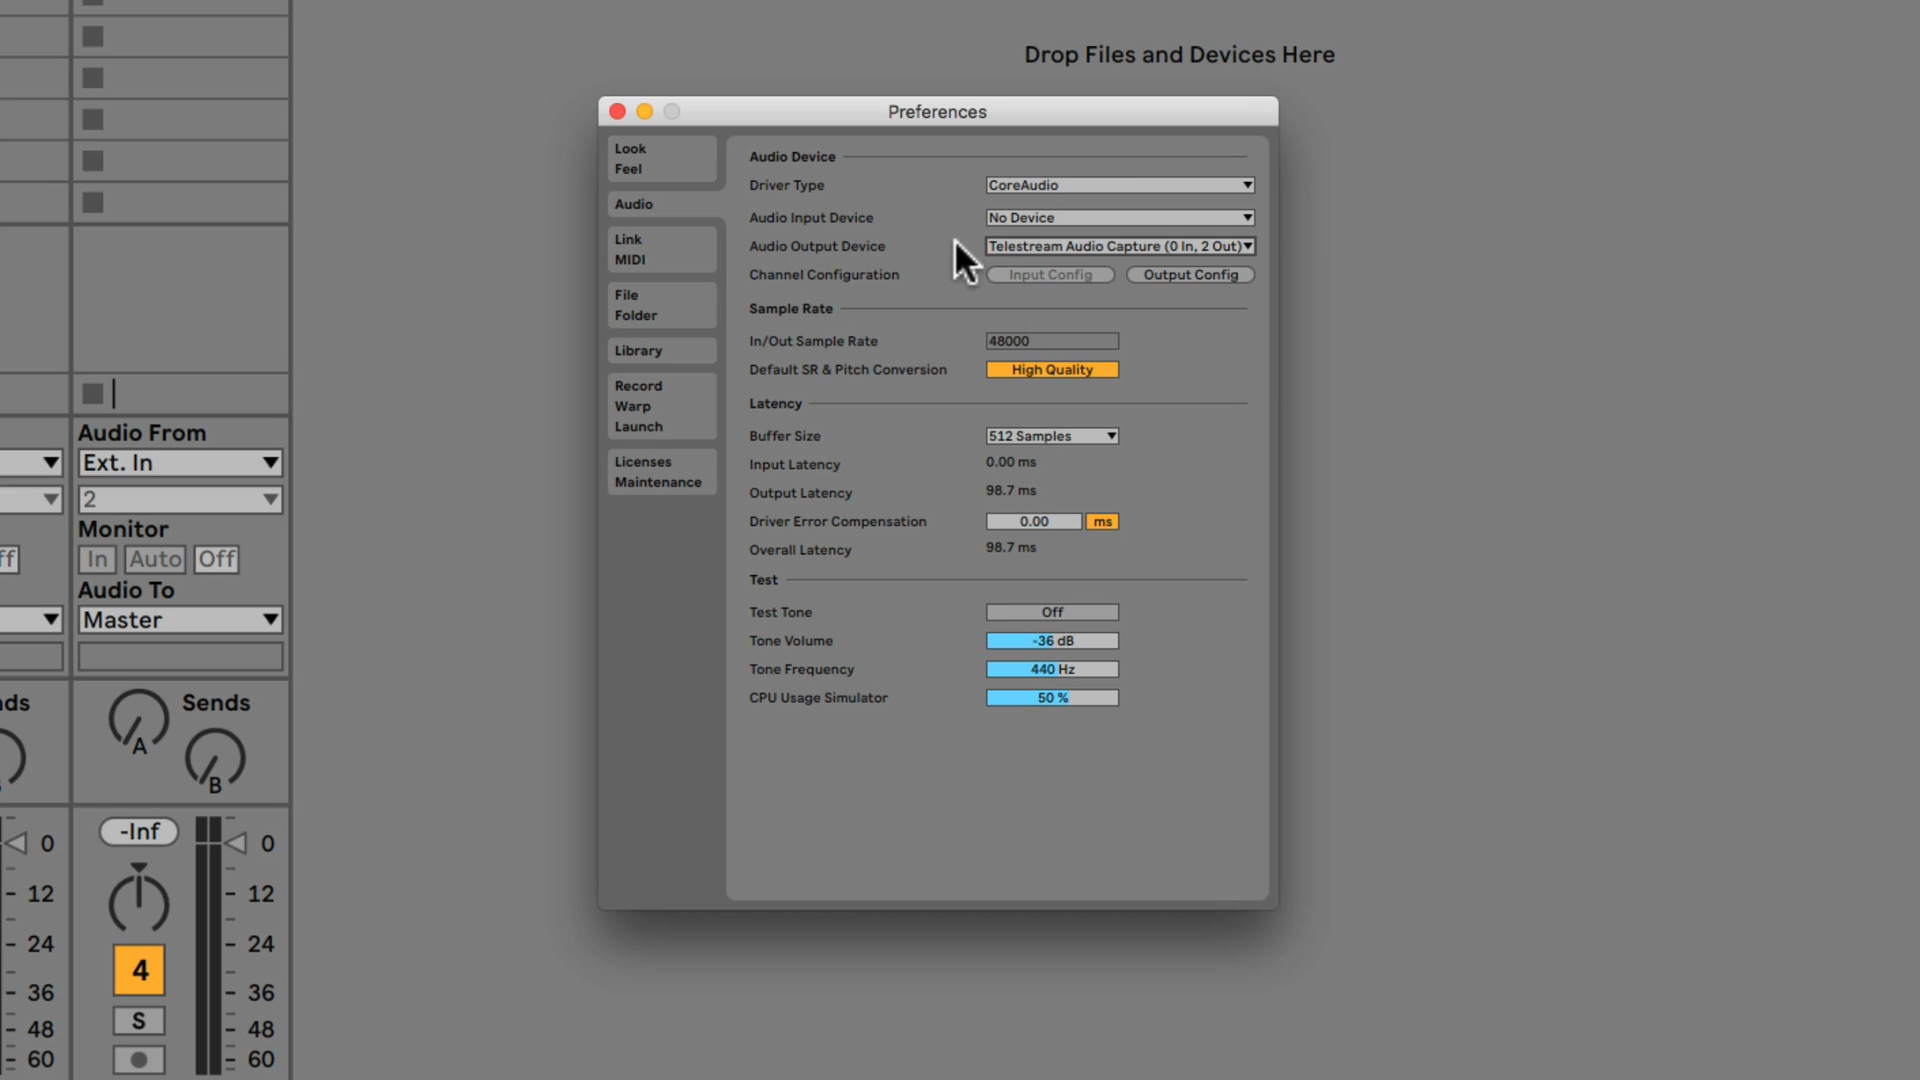 Drop Files and Devices Here
Preferences
Look
Feel
Audio
Link
MIDI
File
Folder
Library
Record
Warp
Launch
Licenses
Maintenance
Audio Device
Driver Type CoreAudio
Audio Input Device No Device
Audio Output Device Telestream Audio Capture (0 In, 2 Out)
Channel Configuration Input Config Output Config
Sample Rate
In/Out Sample Rate 48000
Default SR & Pitch Conversion High Quality
Latency
Buffer Size 512 Samples
Input Latency 0.00 ms
Output Latency 98.7 ms
Driver Error Compensation 0.00 ms
Overall Latency 98.7 ms
Test
Test Tone Off
Tone Volume -36 dB
Tone Frequency 440 Hz
CPU Usage Simulator 50 %
Audio From
Ext. In
2
Monitor
In Auto Off
Audio To
Master
Sends
A
B
-Inf
0 0
12 12
24 24
4
36 36
S
48 48
60 60